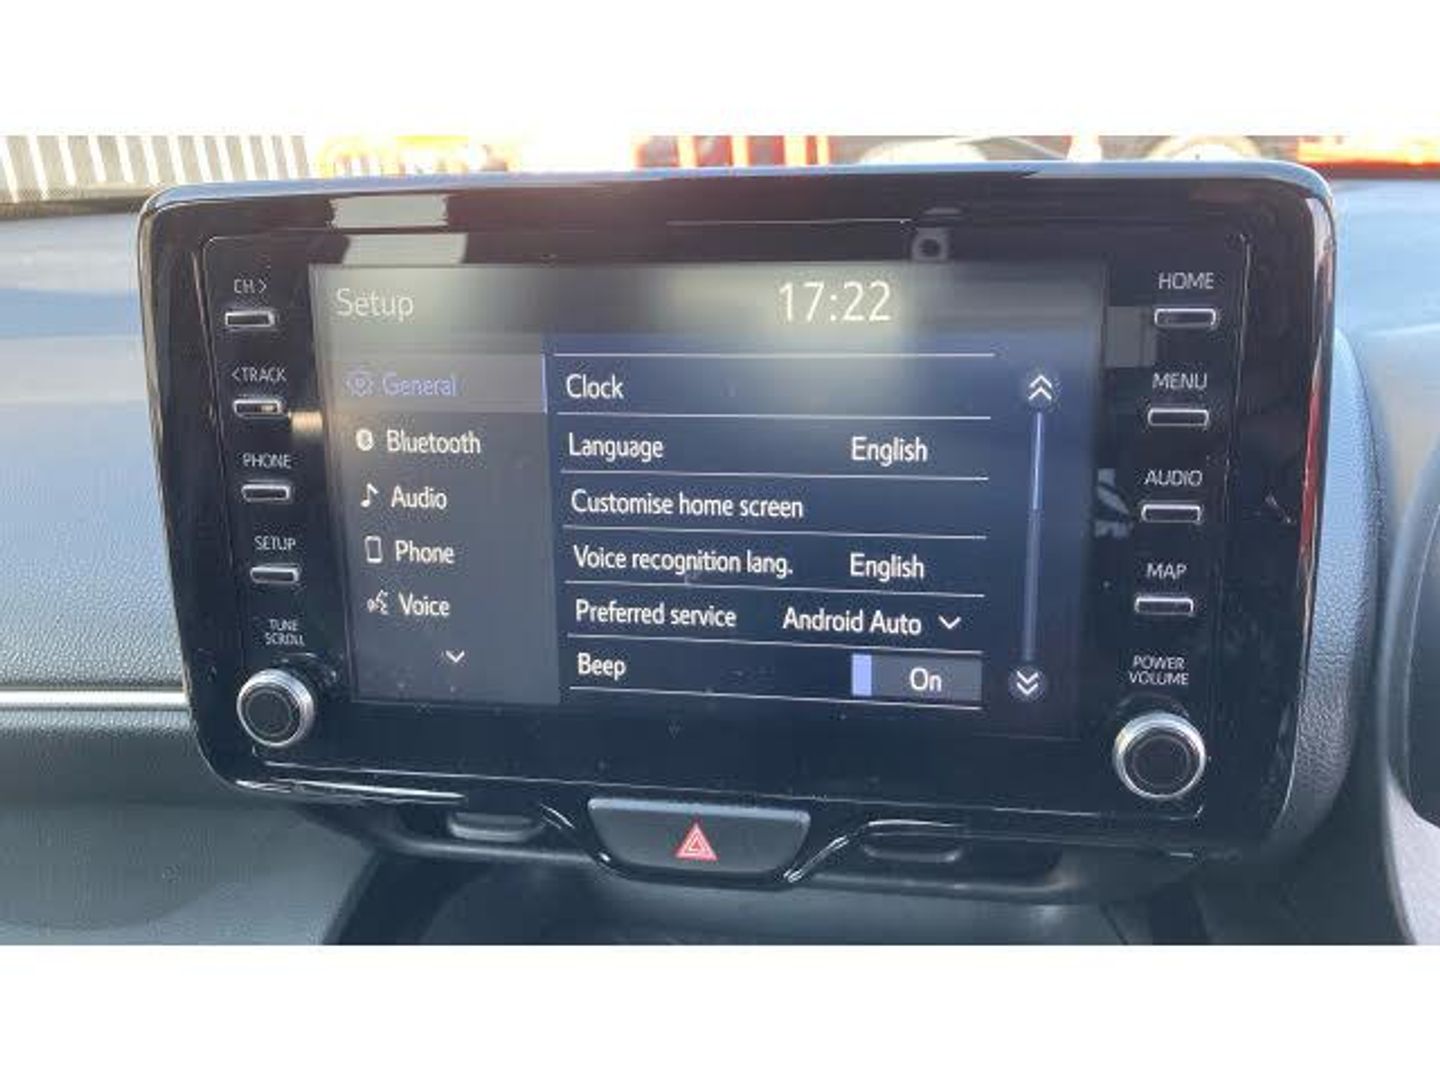 CH >
<TRACK
PHONE
SETUP
TUNE
SCROLL
Setup
17:22
General
Bluetooth
Audio
Phone
Voice
Clock
Language English
Customise home screen
Voice recognition lang. English
Preferred service Android Auto
Beep On
HOME
MENU
AUDIO
MAP
POWER
VOLUME